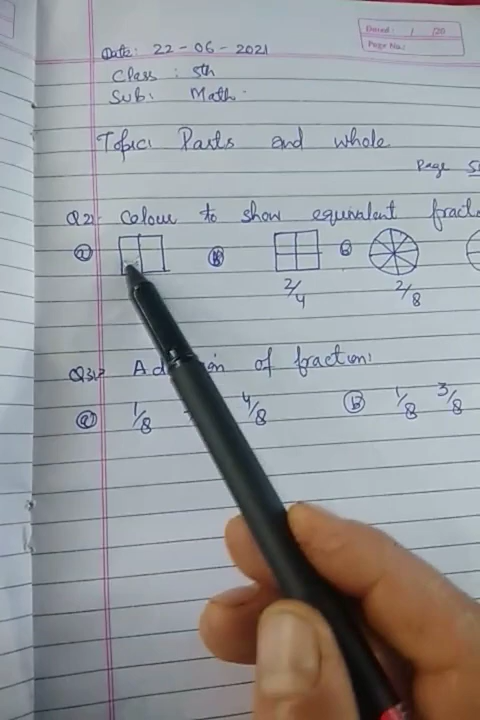 Dated: / /20
Page No.:
Date: 22-06-2021
Class: 5th
Sub: Math.
Topic: Parts and whole
Page
Q2 Colour to show equivalent
a B c
2/4 2/8
Q3 of fraction:
a 1/8 4/8 B 1/8 3/8